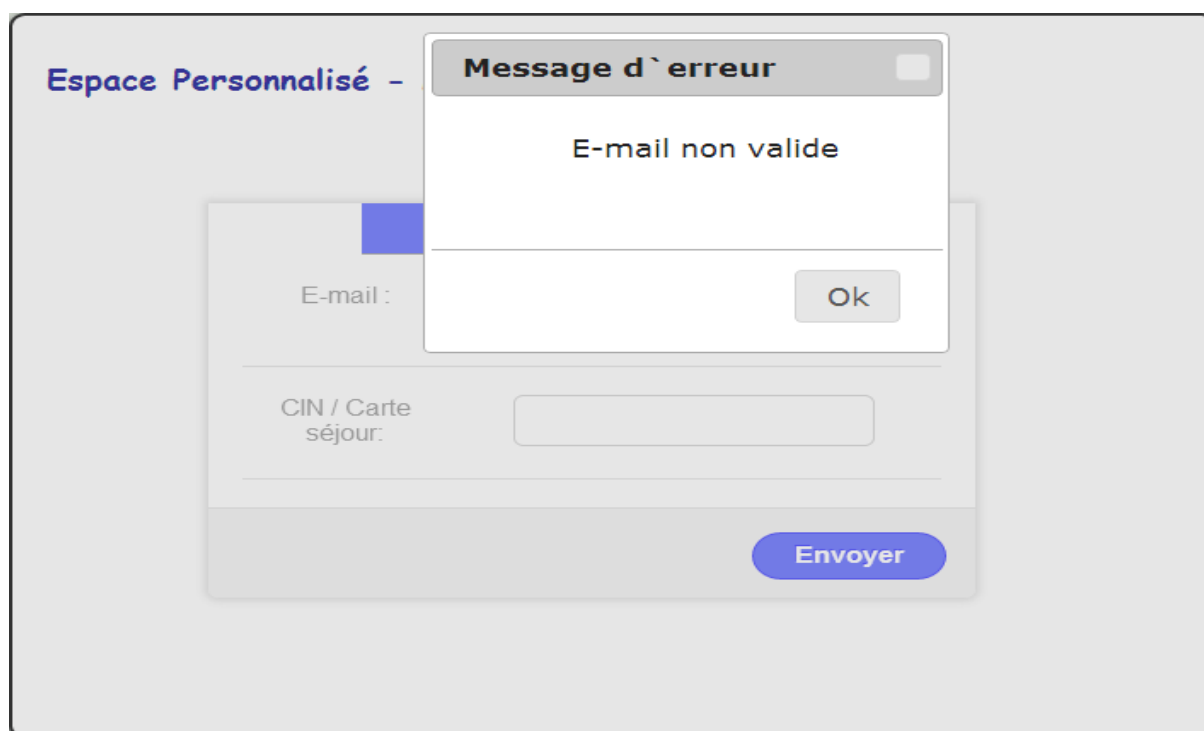 Espace Personnalisé -
Message d`erreur
E-mail non valide
Ok
E-mail :
CIN / Carte
séjour:
Envoyer